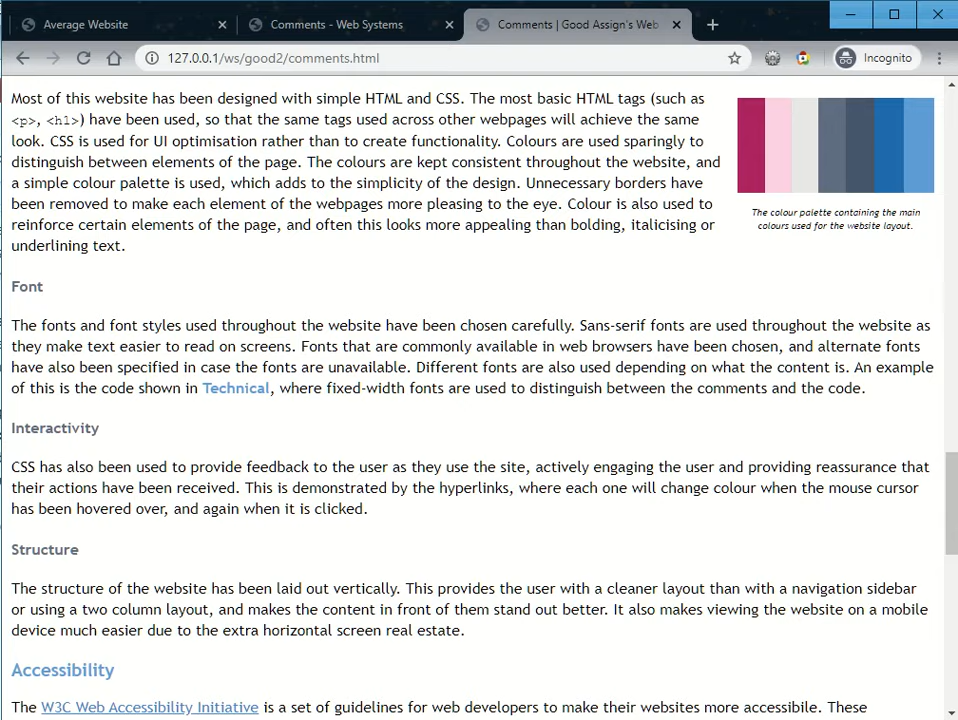 Average Website
Comments - Web Systems
Comments | Good Assign's Web
127.0.0.1/ws/good2/comments.html
Incognito
Most of this website has been designed with simple HTML and CSS. The most basic HTML tags (such as
<p>, <h1>) have been used, so that the same tags used across other webpages will achieve the same
look. CSS is used for UI optimisation rather than to create functionality. Colours are used sparingly to
distinguish between elements of the page. The colours are kept consistent throughout the website, and
a simple colour palette is used, which adds to the simplicity of the design. Unnecessary borders have
been removed to make each element of the webpages more pleasing to the eye. Colour is also used to
reinforce certain elements of the page, and often this looks more appealing than bolding, italicising or
underlining text.
The colour palette containing the main
colours used for the website layout.
Font
The fonts and font styles used throughout the website have been chosen carefully. Sans-serif fonts are used throughout the website as
they make text easier to read on screens. Fonts that are commonly available in web browsers have been chosen, and alternate fonts
have also been specified in case the fonts are unavailable. Different fonts are also used depending on what the content is. An example
of this is the code shown in Technical, where fixed-width fonts are used to distinguish between the comments and the code.
Interactivity
CSS has also been used to provide feedback to the user as they use the site, actively engaging the user and providing reassurance that
their actions have been received. This is demonstrated by the hyperlinks, where each one will change colour when the mouse cursor
has been hovered over, and again when it is clicked.
Structure
The structure of the website has been laid out vertically. This provides the user with a cleaner layout than with a navigation sidebar
or using a two column layout, and makes the content in front of them stand out better. It also makes viewing the website on a mobile
device much easier due to the extra horizontal screen real estate.
Accessibility
The W3C Web Accessibility Initiative is a set of guidelines for web developers to make their websites more accessibile. These